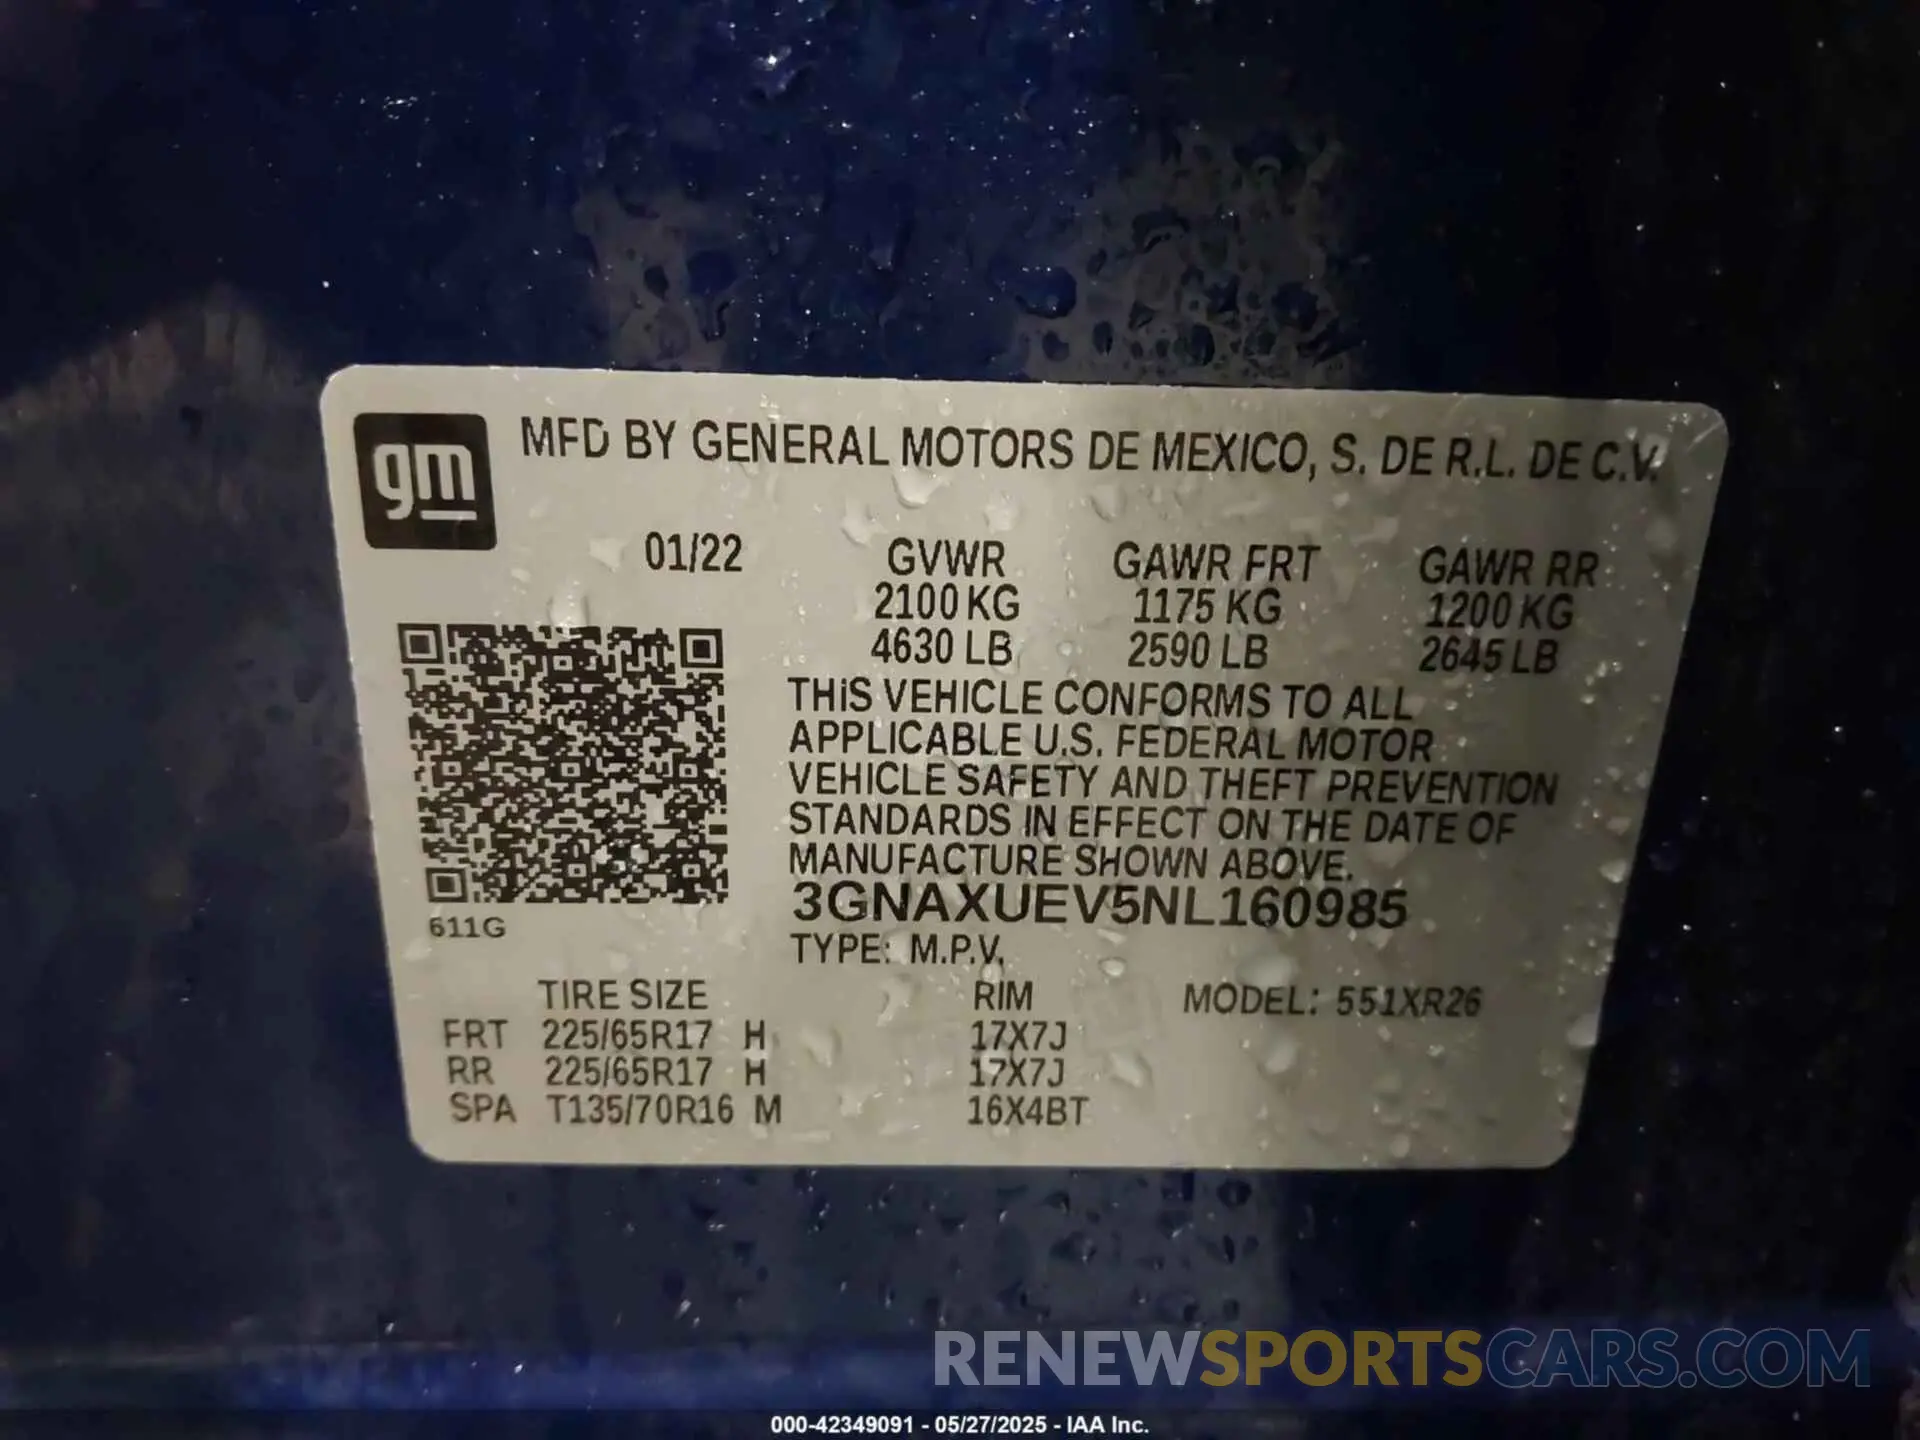 gm
MFD BY GENERAL MOTORS DE MEXICO, S. DE R.L. DE C.V.
01/22 GVWR GAWR FRT GAWR RR
2100 KG 1175 KG 1200 KG
4630 LB 2590 LB 2645 LB
THIS VEHICLE CONFORMS TO ALL
APPLICABLE U.S. FEDERAL MOTOR
VEHICLE SAFETY AND THEFT PREVENTION
STANDARDS IN EFFECT ON THE DATE OF
MANUFACTURE SHOWN ABOVE.
3GNAXUEV5NL160985
611G
TYPE: M.P.V.
TIRE SIZE RIM MODEL: 551XR26
FRT 225/65R17 H 17X7J
RR 225/65R17 H 17X7J
SPA T135/70R16 M 16X4BT
RENEWSPORTSCARS.COM
000-42349091 - 05/27/2025 - IAA Inc.